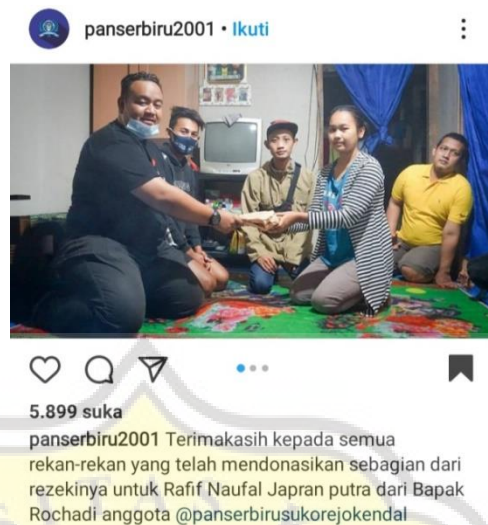 panserbiru2001 • Ikuti
5.899 suka
panserbiru2001 Terimakasih kepada semua
rekan-rekan yang telah mendonasikan sebagian dari
rezekinya untuk Rafif Naufal Japran putra dari Bapak
Rochadi anggota @panserbirusukorejokendal